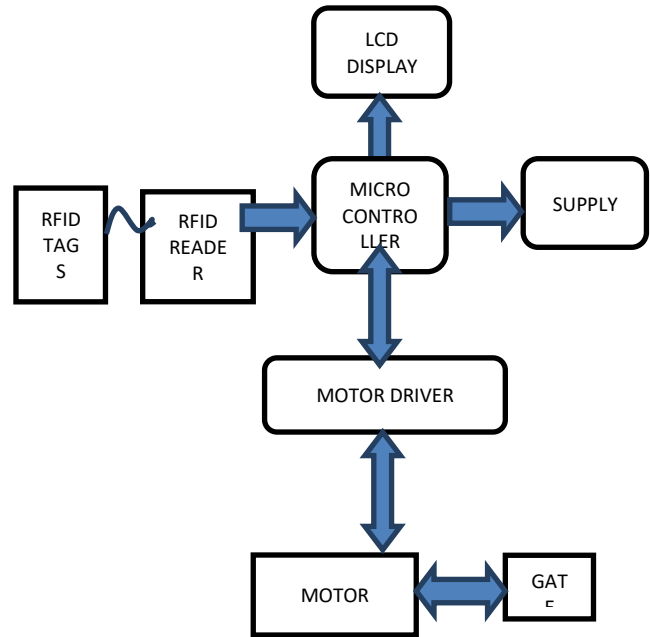 LCD
DISPLAY
MICRO
CONTRO
LLER
SUPPLY
RFID
TAG
S
RFID
READE
R
MOTOR DRIVER
MOTOR
GAT
E